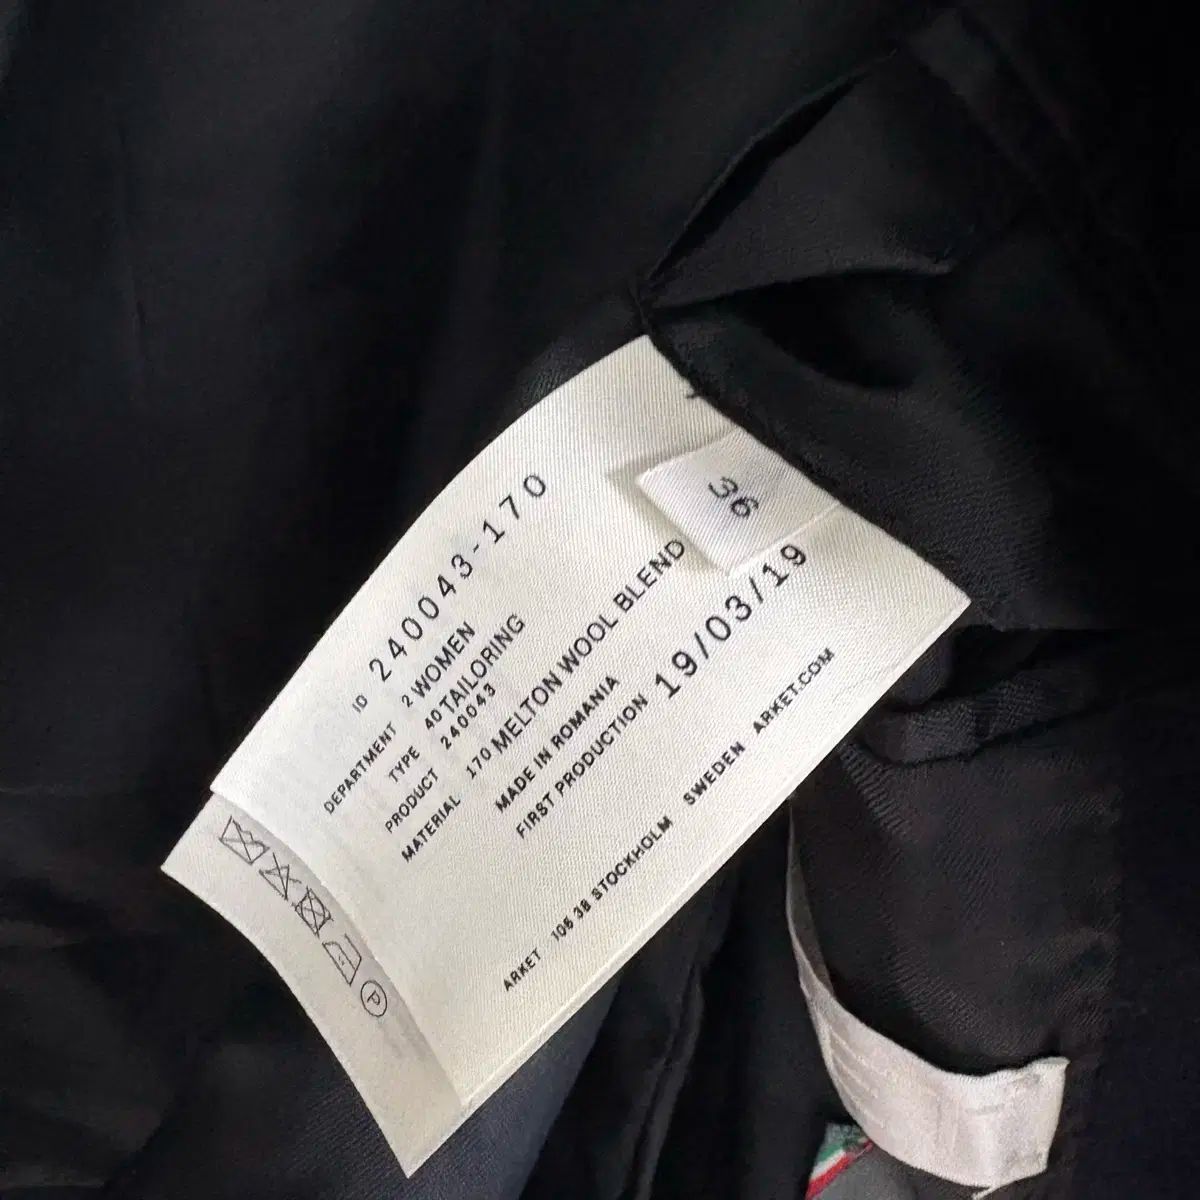 36
ID 240043-170
DEPARTMENT 2 WOMEN
TYPE 40 TAILORING
PRODUCT 240043
MATERIAL 170 MELTON WOOL BLEND
MADE IN ROMANIA
FIRST PRODUCTION 19/03/19
ARKET 105 38 STOCKHOLM SWEDEN ARKET.COM
P